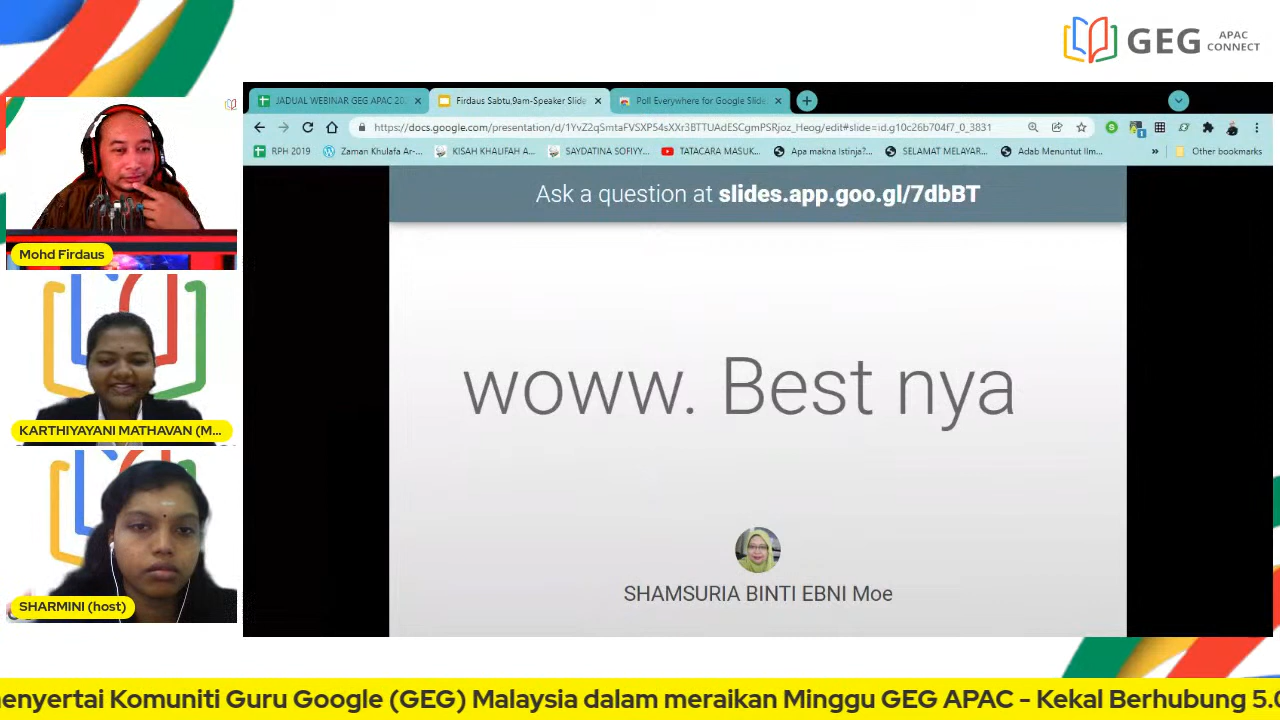 GEG APAC CONNECT
JADUAL WEBINAR GEG APAC 20
Firdaus Sabtu,9am-Speaker Slide
Poll Everywhere for Google Slide
https://docs.google.com/presentation/d/1YvZ2qSmtaFVSXP54sXXr3BTTUAdESCgmPSRjoz_Heog/edit#slide=id.g10c26b704f7_0_3831
RPH 2019
Zaman Khulafa Ar-...
KISAH KHALIFAH A...
SAYDATINA SOFIYY...
TATACARA MASUK...
Apa makna Istinja?...
SELAMAT MELAYAR...
Adab Menuntut Ilm...
»
Other bookmarks
Ask a question at slides.app.goo.gl/7dbBT
woww. Best nya
SHAMSURIA BINTI EBNI Moe
Mohd Firdaus
KARTHIYAYANI MATHAVAN (M...
SHARMINI (host)
enyertai Komuniti Guru Google (GEG) Malaysia dalam meraikan Minggu GEG APAC - Kekal Berhubung 5.0